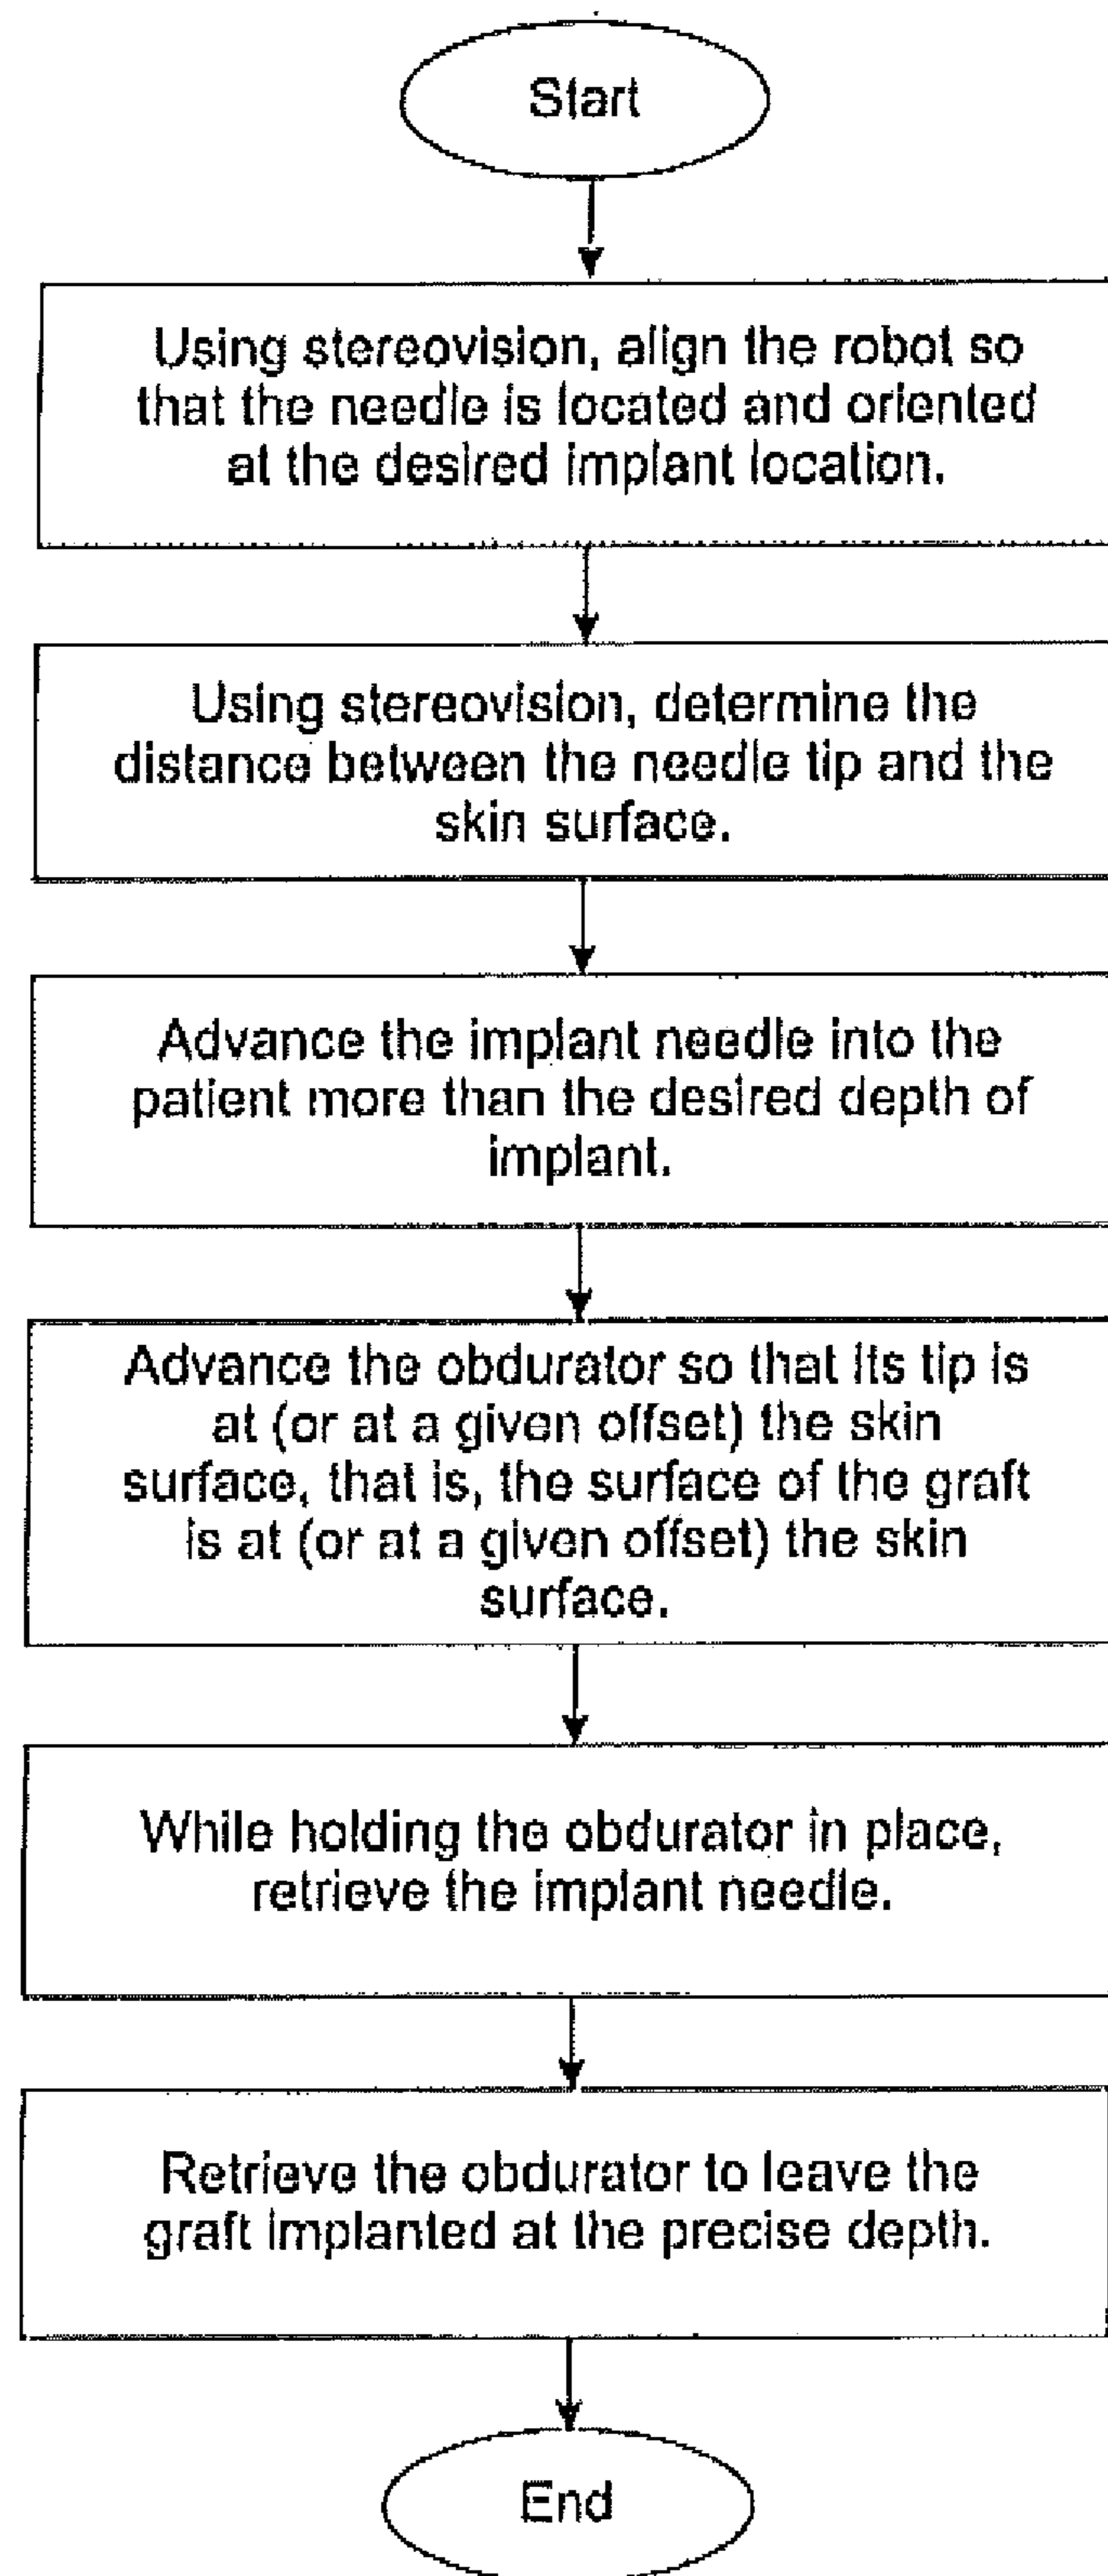 Start
Using stereovision, align the robot so
that the needle is located and oriented
at the desired implant location.
Using stereovision, determine the
distance between the needle tip and the
skin surface.
Advance the implant needle into the
patient more than the desired depth of
implant.
Advance the obdurator so that its tip is
at (or at a given offset) the skin
surface, that is, the surface of the graft
is at (or at a given offset) the skin
surface.
While holding the obdurator in place,
retrieve the implant needle.
Retrieve the obdurator to leave the
graft implanted at the precise depth.
End